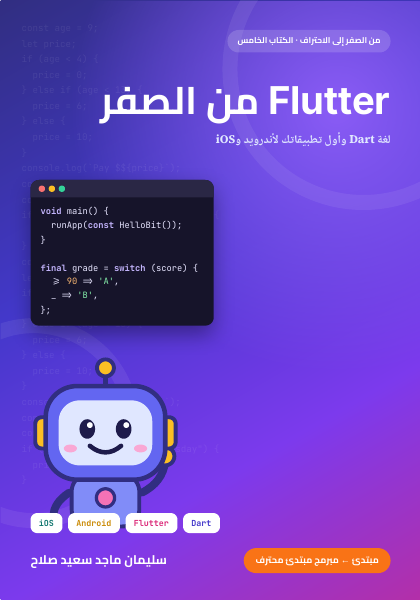 من الصفر إلى الاحتراف · الكتاب الخامس
Flutter من الصفر
لغة Dart وأول تطبيقاتك لأندرويد وiOS
void main() {
runApp(const HelloBit());
}
final grade = switch (score) {
>= 90 => 'A',
_ => 'B',
};
iOS Android Flutter Dart
مبتدئ ← مبرمج مبتدئ محترف
سليمان ماجد سعيد صلاح